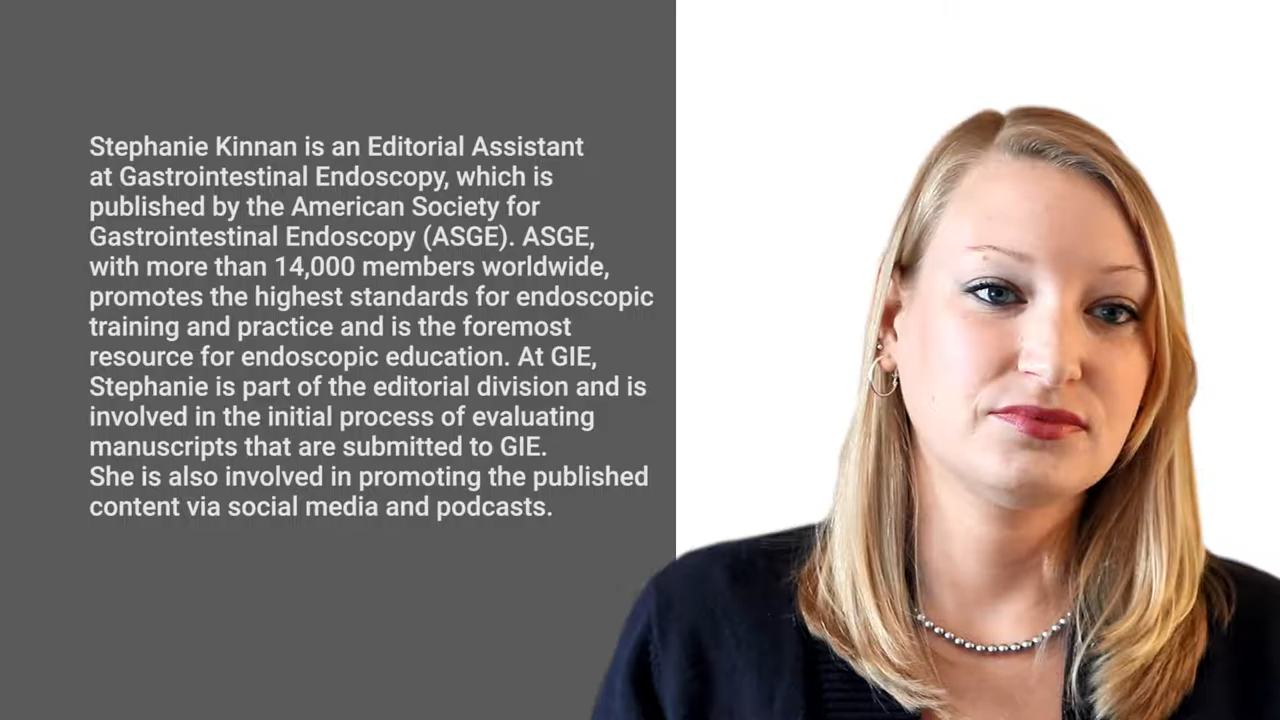 Stephanie Kinnan is an Editorial Assistant
at Gastrointestinal Endoscopy, which is
published by the American Society for
Gastrointestinal Endoscopy (ASGE). ASGE,
with more than 14,000 members worldwide,
promotes the highest standards for endoscopic
training and practice and is the foremost
resource for endoscopic education. At GIE,
Stephanie is part of the editorial division and is
involved in the initial process of evaluating
manuscripts that are submitted to GIE.
She is also involved in promoting the published
content via social media and podcasts.